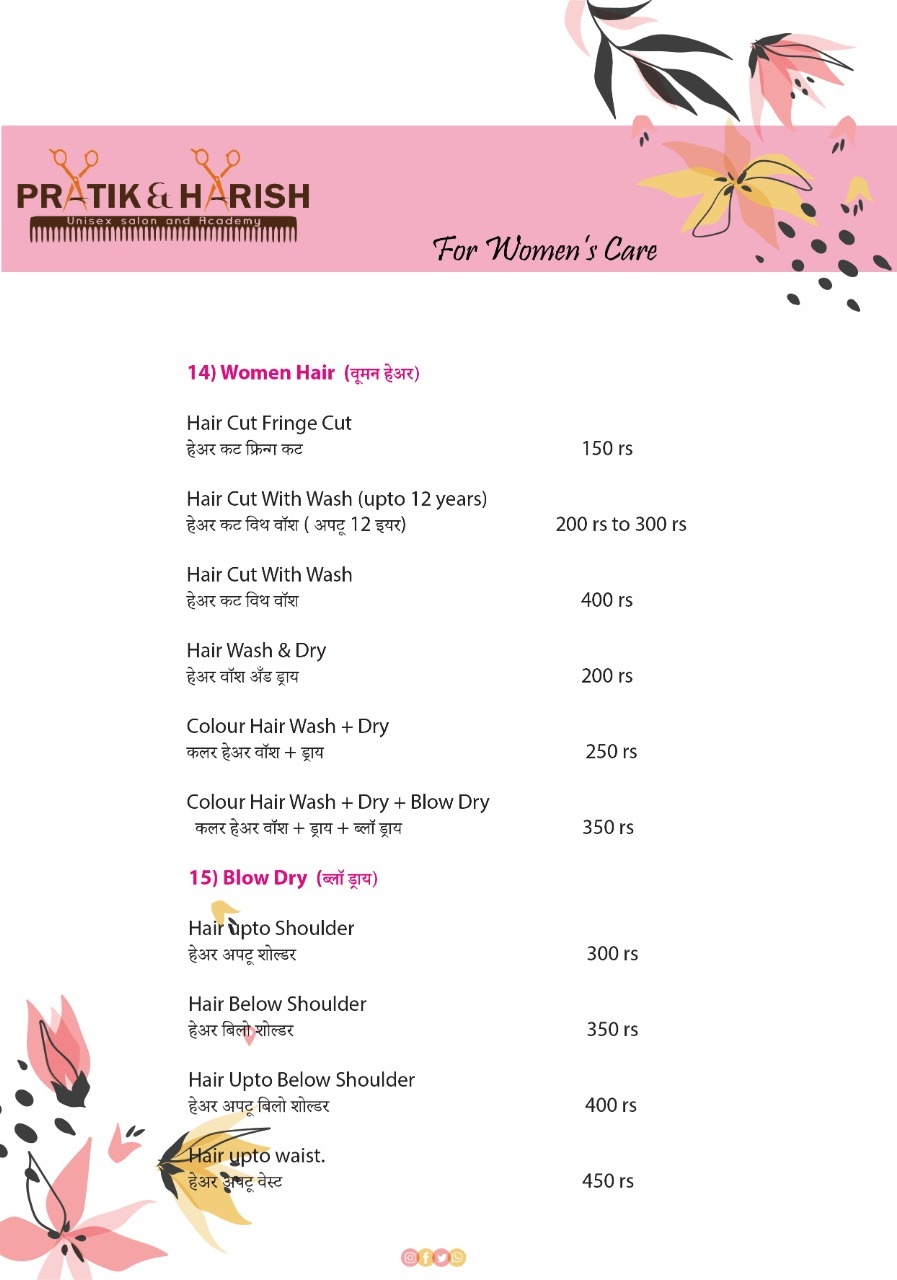 PRATIK & HARISH
Unisex salon and Academy
For Women's Care
14) Women Hair (वूमन हेअर)
Hair Cut Fringe Cut
हेअर कट फ्रिन्ग कट 150 rs
Hair Cut With Wash (upto 12 years)
हेअर कट विथ वॉश ( अपटू 12 इयर) 200 rs to 300 rs
Hair Cut With Wash
हेअर कट विथ वॉश 400 rs
Hair Wash & Dry
हेअर वॉश अँड ड्राय 200 rs
Colour Hair Wash + Dry
कलर हेअर वॉश + ड्राय 250 rs
Colour Hair Wash + Dry + Blow Dry
कलर हेअर वॉश + ड्राय + ब्लॉ ड्राय 350 rs
15) Blow Dry (ब्लॉ ड्राय)
Hair upto Shoulder
हेअर अपटू शोल्डर 300 rs
Hair Below Shoulder
हेअर बिलो शोल्डर 350 rs
Hair Upto Below Shoulder
हेअर अपटू बिलो शोल्डर 400 rs
Hair upto waist.
हेअर अपटू वेस्ट 450 rs